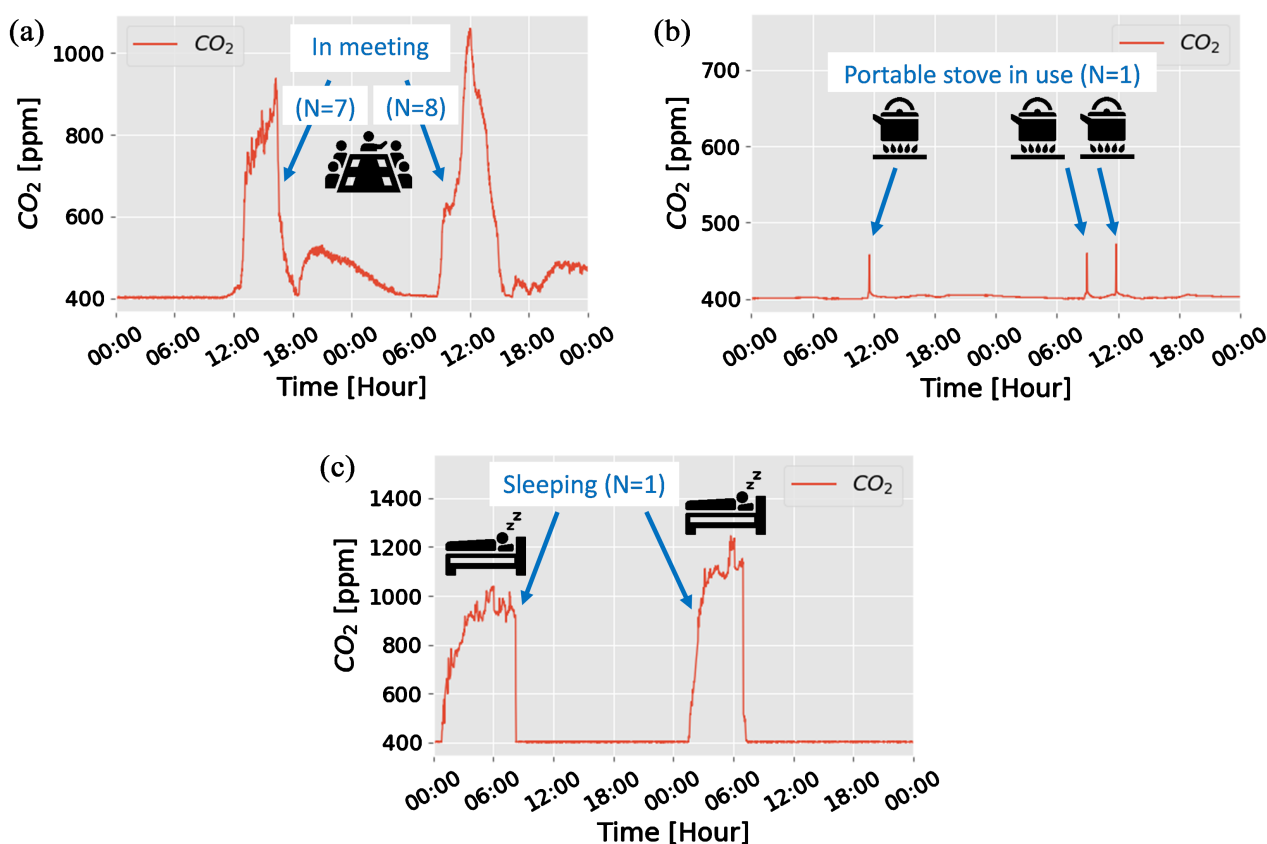 (a)
CO2
In meeting
(N=7)
(N=8)
1000
800
600
400
CO2 [ppm]
00:00
06:00
12:00
18:00
00:00
06:00
12:00
18:00
00:00
Time [Hour]
(b)
CO2
Portable stove in use (N=1)
700
600
500
400
CO2 [ppm]
00:00
06:00
12:00
18:00
00:00
06:00
12:00
18:00
00:00
Time [Hour]
(c)
Sleeping (N=1)
CO2
z z
z z
1400
1200
1000
800
600
400
CO2 [ppm]
00:00
06:00
12:00
18:00
00:00
06:00
12:00
18:00
00:00
Time [Hour]